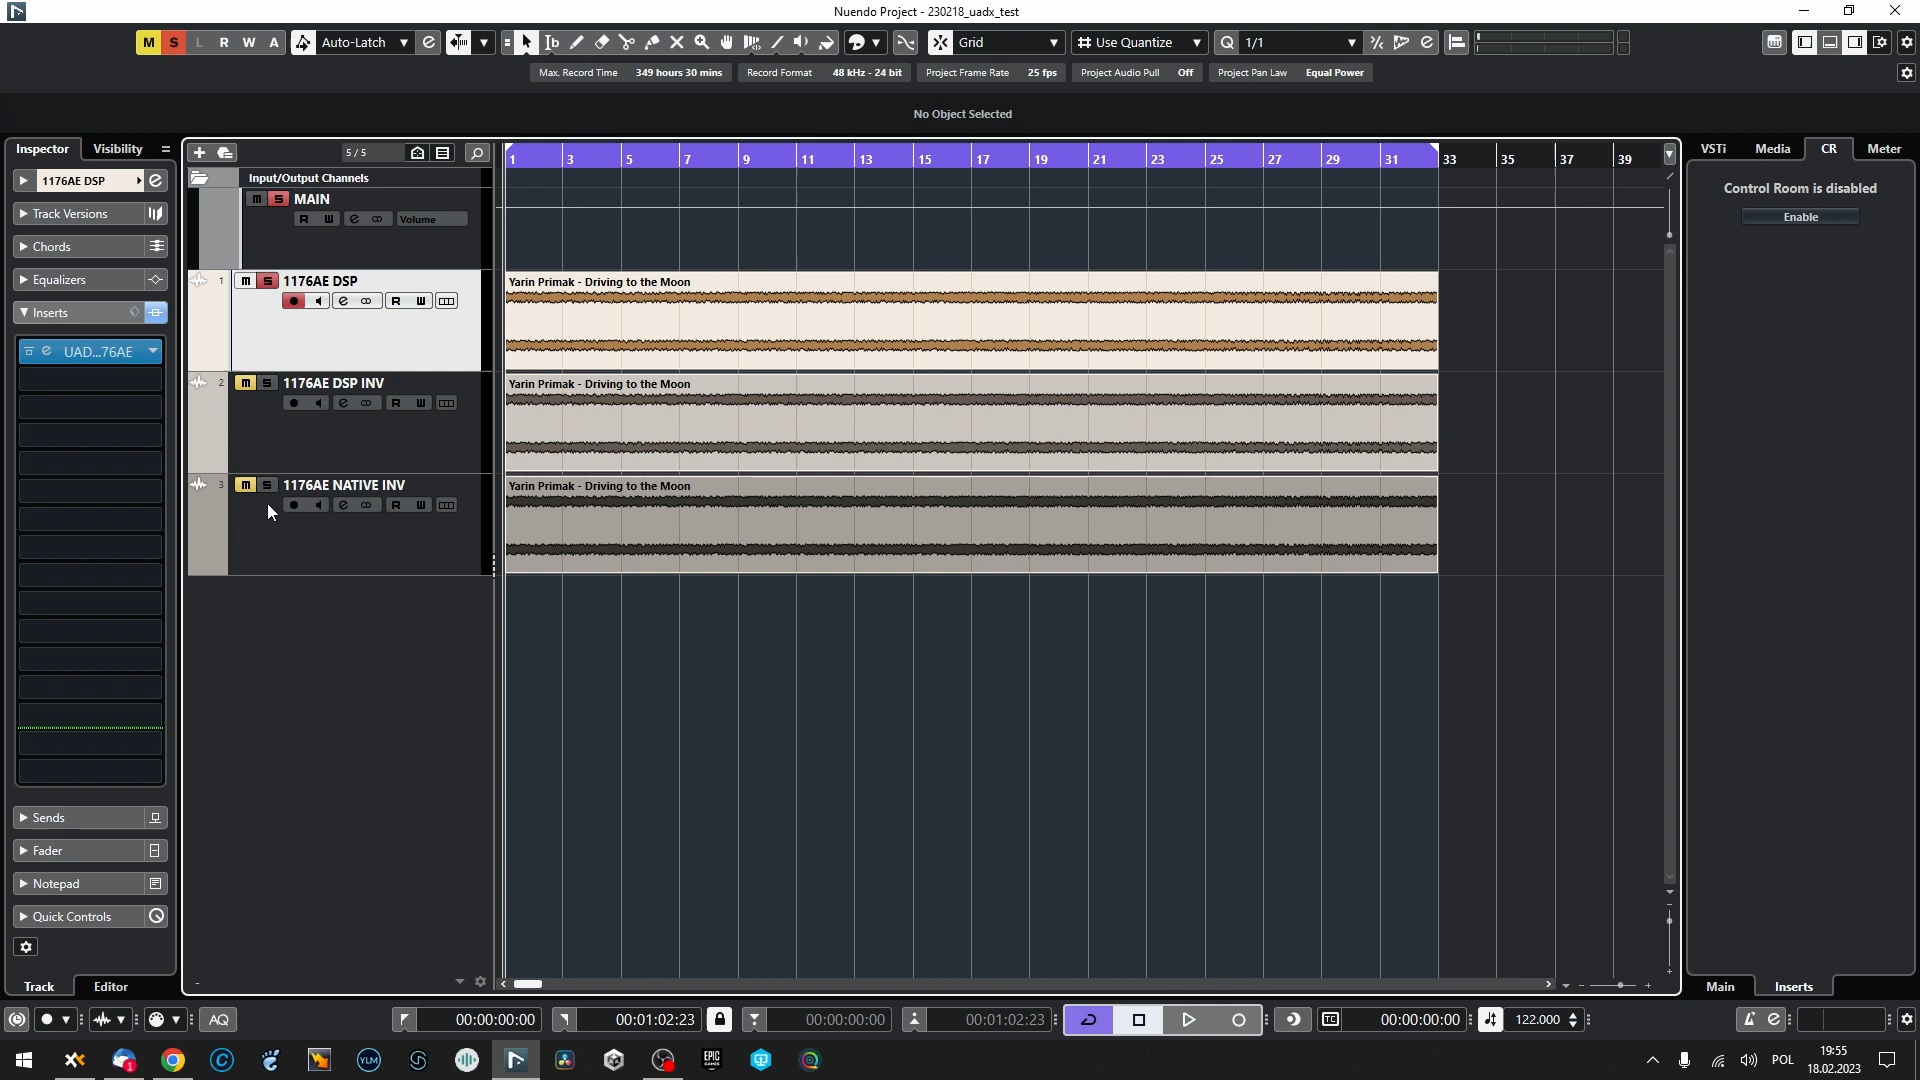 Nuendo Project - 230218_uadx_test
M S L R W A Auto-Latch Grid Use Quantize 1/1
Max. Record Time 349 hours 30 mins Record Format 48 kHz - 24 bit Project Frame Rate 25 fps Project Audio Pull Off Project Pan Law Equal Power
No Object Selected
Inspector Visibility 5/5 1 3 5 7 9 11 13 15 17 19 21 23 25 27 29 31 33 35 37 39 VSTi Media CR Meter
1176AE DSP
Input/Output Channels
Control Room is disabled
Enable
m S MAIN
R W e Volume
Track Versions
Chords
Equalizers
Inserts
UAD...76AE
1 m S 1176AE DSP
R W
Yarin Primak - Driving to the Moon
2 m S 1176AE DSP INV
R W
Yarin Primak - Driving to the Moon
3 m S 1176AE NATIVE INV
R W
Yarin Primak - Driving to the Moon
Sends
Fader
Notepad
Quick Controls
Track Editor
Main Inserts
AQ 00:00:00:00 00:01:02:23 00:00:00:00 00:01:02:23 TC 00:00:00:00 122.000
YLM EPIC GAMES POL 19:55
18.02.2023